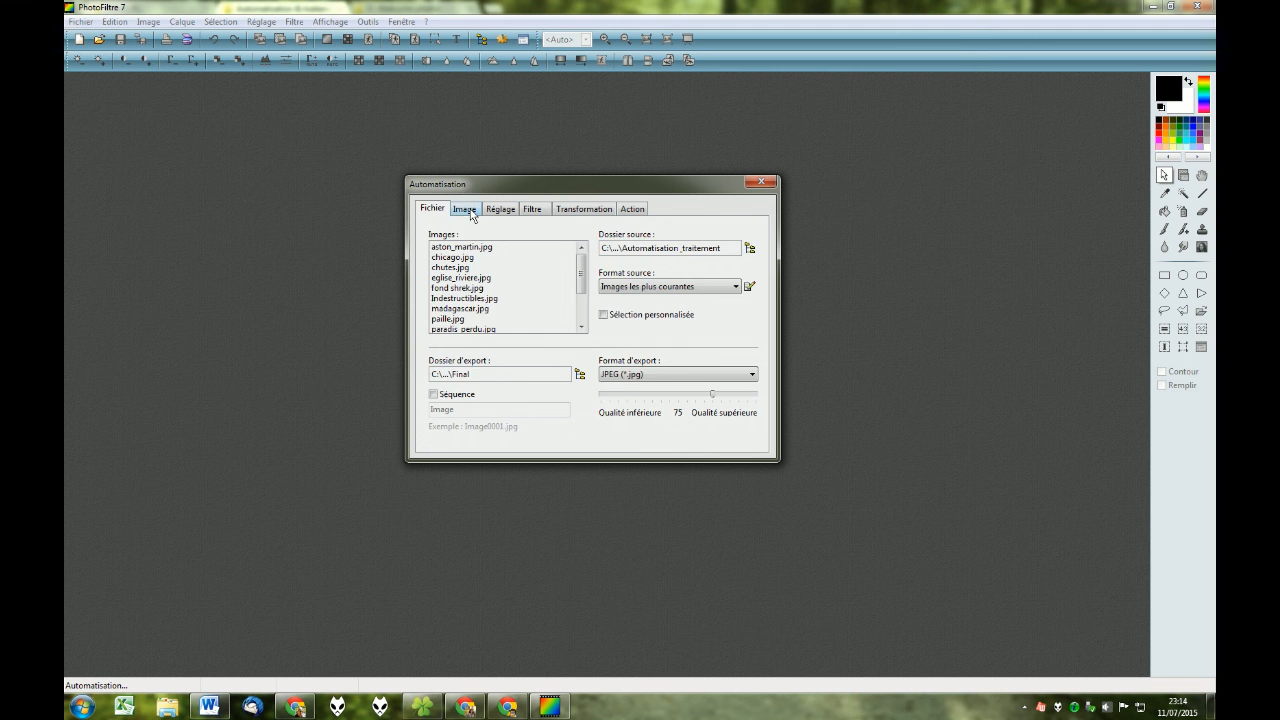 PhotoFiltre 7
Fichier Edition Image Calque Sélection Réglage Filtre Affichage Outils Fenêtre ?
<Auto>
Automatisation
Fichier Image Réglage Filtre Transformation Action
Images :
aston_martin.jpg
chicago.jpg
chutes.jpg
eglise_riviere.jpg
fond shrek.jpg
Indestructibles.jpg
madagascar.jpg
paille.jpg
paradis_perdu.jpg
Dossier source :
C:\...\Automatisation_traitement
Format source :
Images les plus courantes
Sélection personnalisée
Dossier d'export :
C:\...\Final
Séquence
Image
Exemple : Image0001.jpg
Format d'export :
JPEG (*.jpg)
Qualité inférieure 75 Qualité supérieure
Contour
Remplir
Automatisation...
23:14
11/07/2015